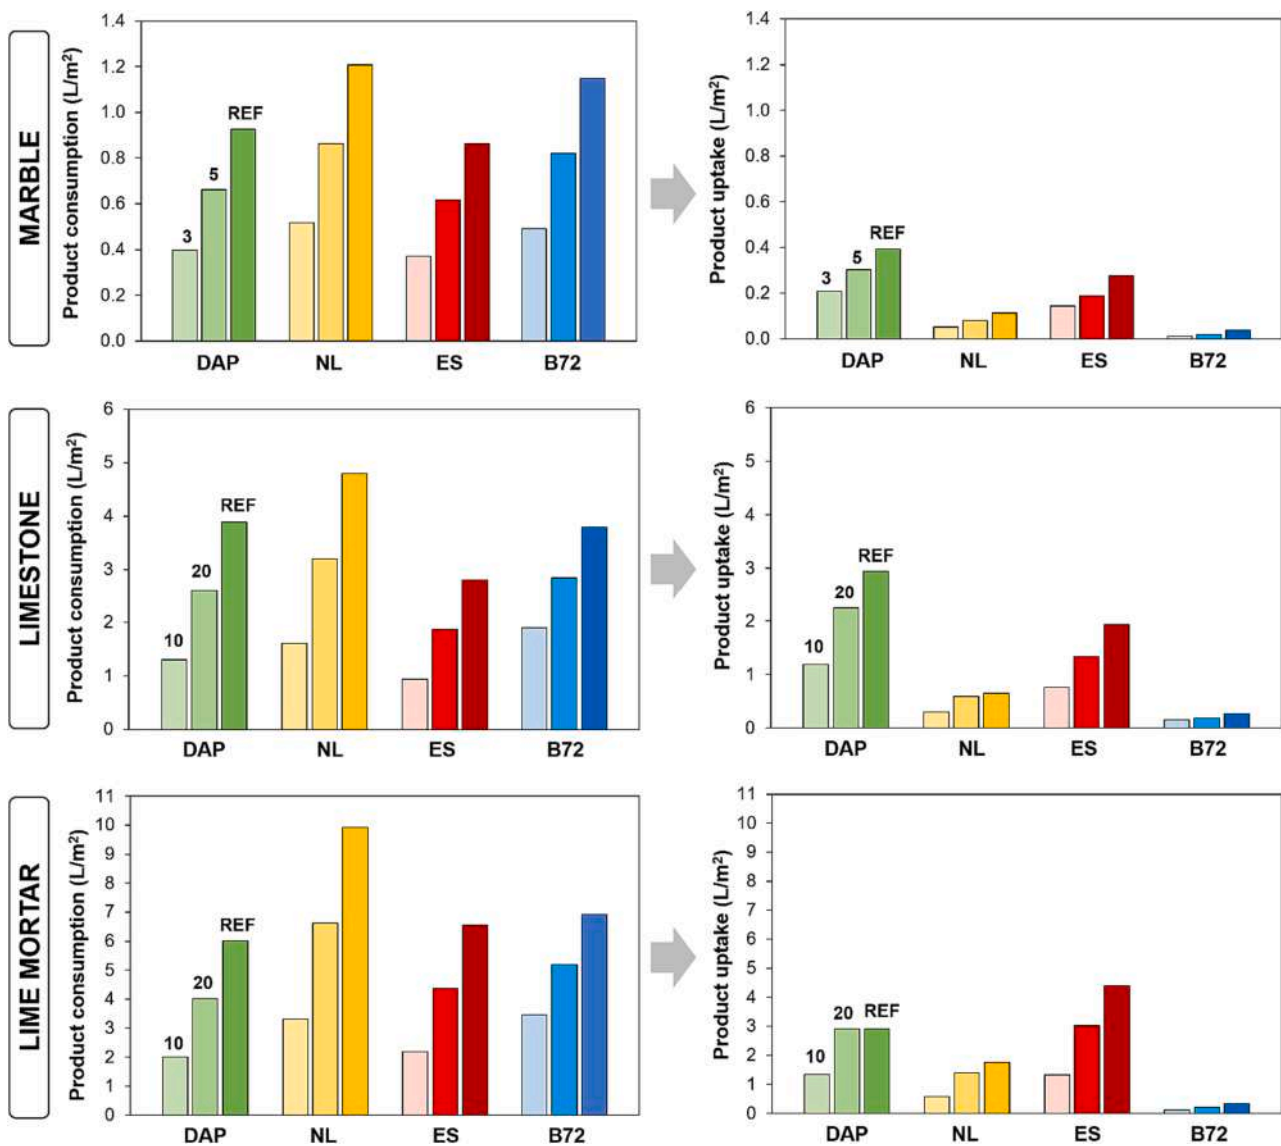 MARBLE
Product consumption (L/m²)
1.4
1.2
1.0
0.8
0.6
0.4
0.2
0.0
3
5
REF
DAP
NL
ES
B72
Product uptake (L/m²)
1.4
1.2
1.0
0.8
0.6
0.4
0.2
0.0
3
5
REF
DAP
NL
ES
B72
LIMESTONE
Product consumption (L/m²)
6
5
4
3
2
1
0
10
20
REF
DAP
NL
ES
B72
Product uptake (L/m²)
6
5
4
3
2
1
0
10
20
REF
DAP
NL
ES
B72
LIME MORTAR
Product consumption (L/m²)
11
10
9
8
7
6
5
4
3
2
1
0
10
20
REF
DAP
NL
ES
B72
Product uptake (L/m²)
11
10
9
8
7
6
5
4
3
2
1
0
10
20
REF
DAP
NL
ES
B72